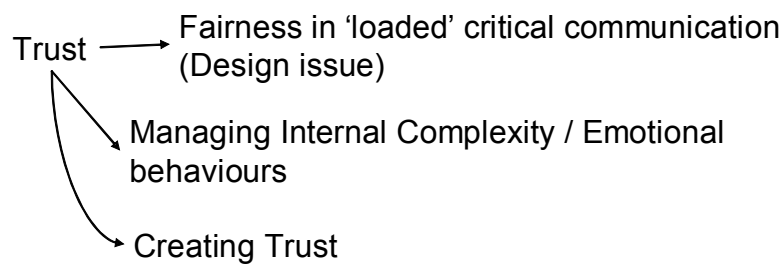 Trust
Fairness in ‘loaded’ critical communication
(Design issue)
Managing Internal Complexity / Emotional
behaviours
Creating Trust